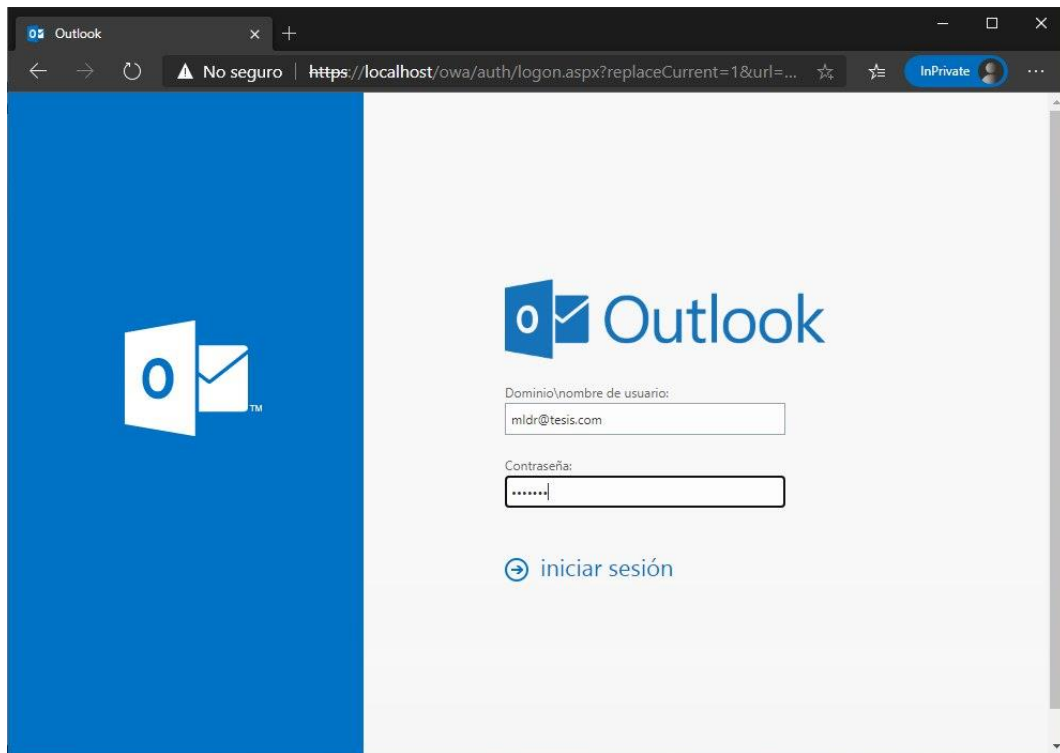 Outlook
No seguro | https://localhost/owa/auth/logon.aspx?replaceCurrent=1&url=... InPrivate
O
TM
O Outlook
Dominio\nombre de usuario:
mldr@tesis.com
Contraseña:
•••••••
iniciar sesión